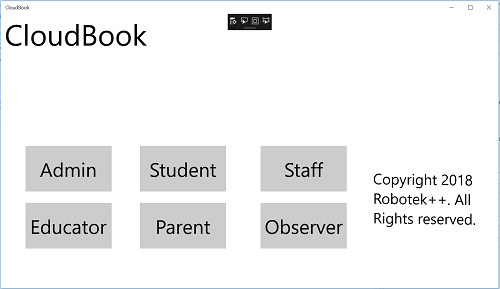 CloudBook
CloudBook
Admin
Student
Staff
Educator
Parent
Observer
Copyright 2018
Robotek++. All
Rights reserved.